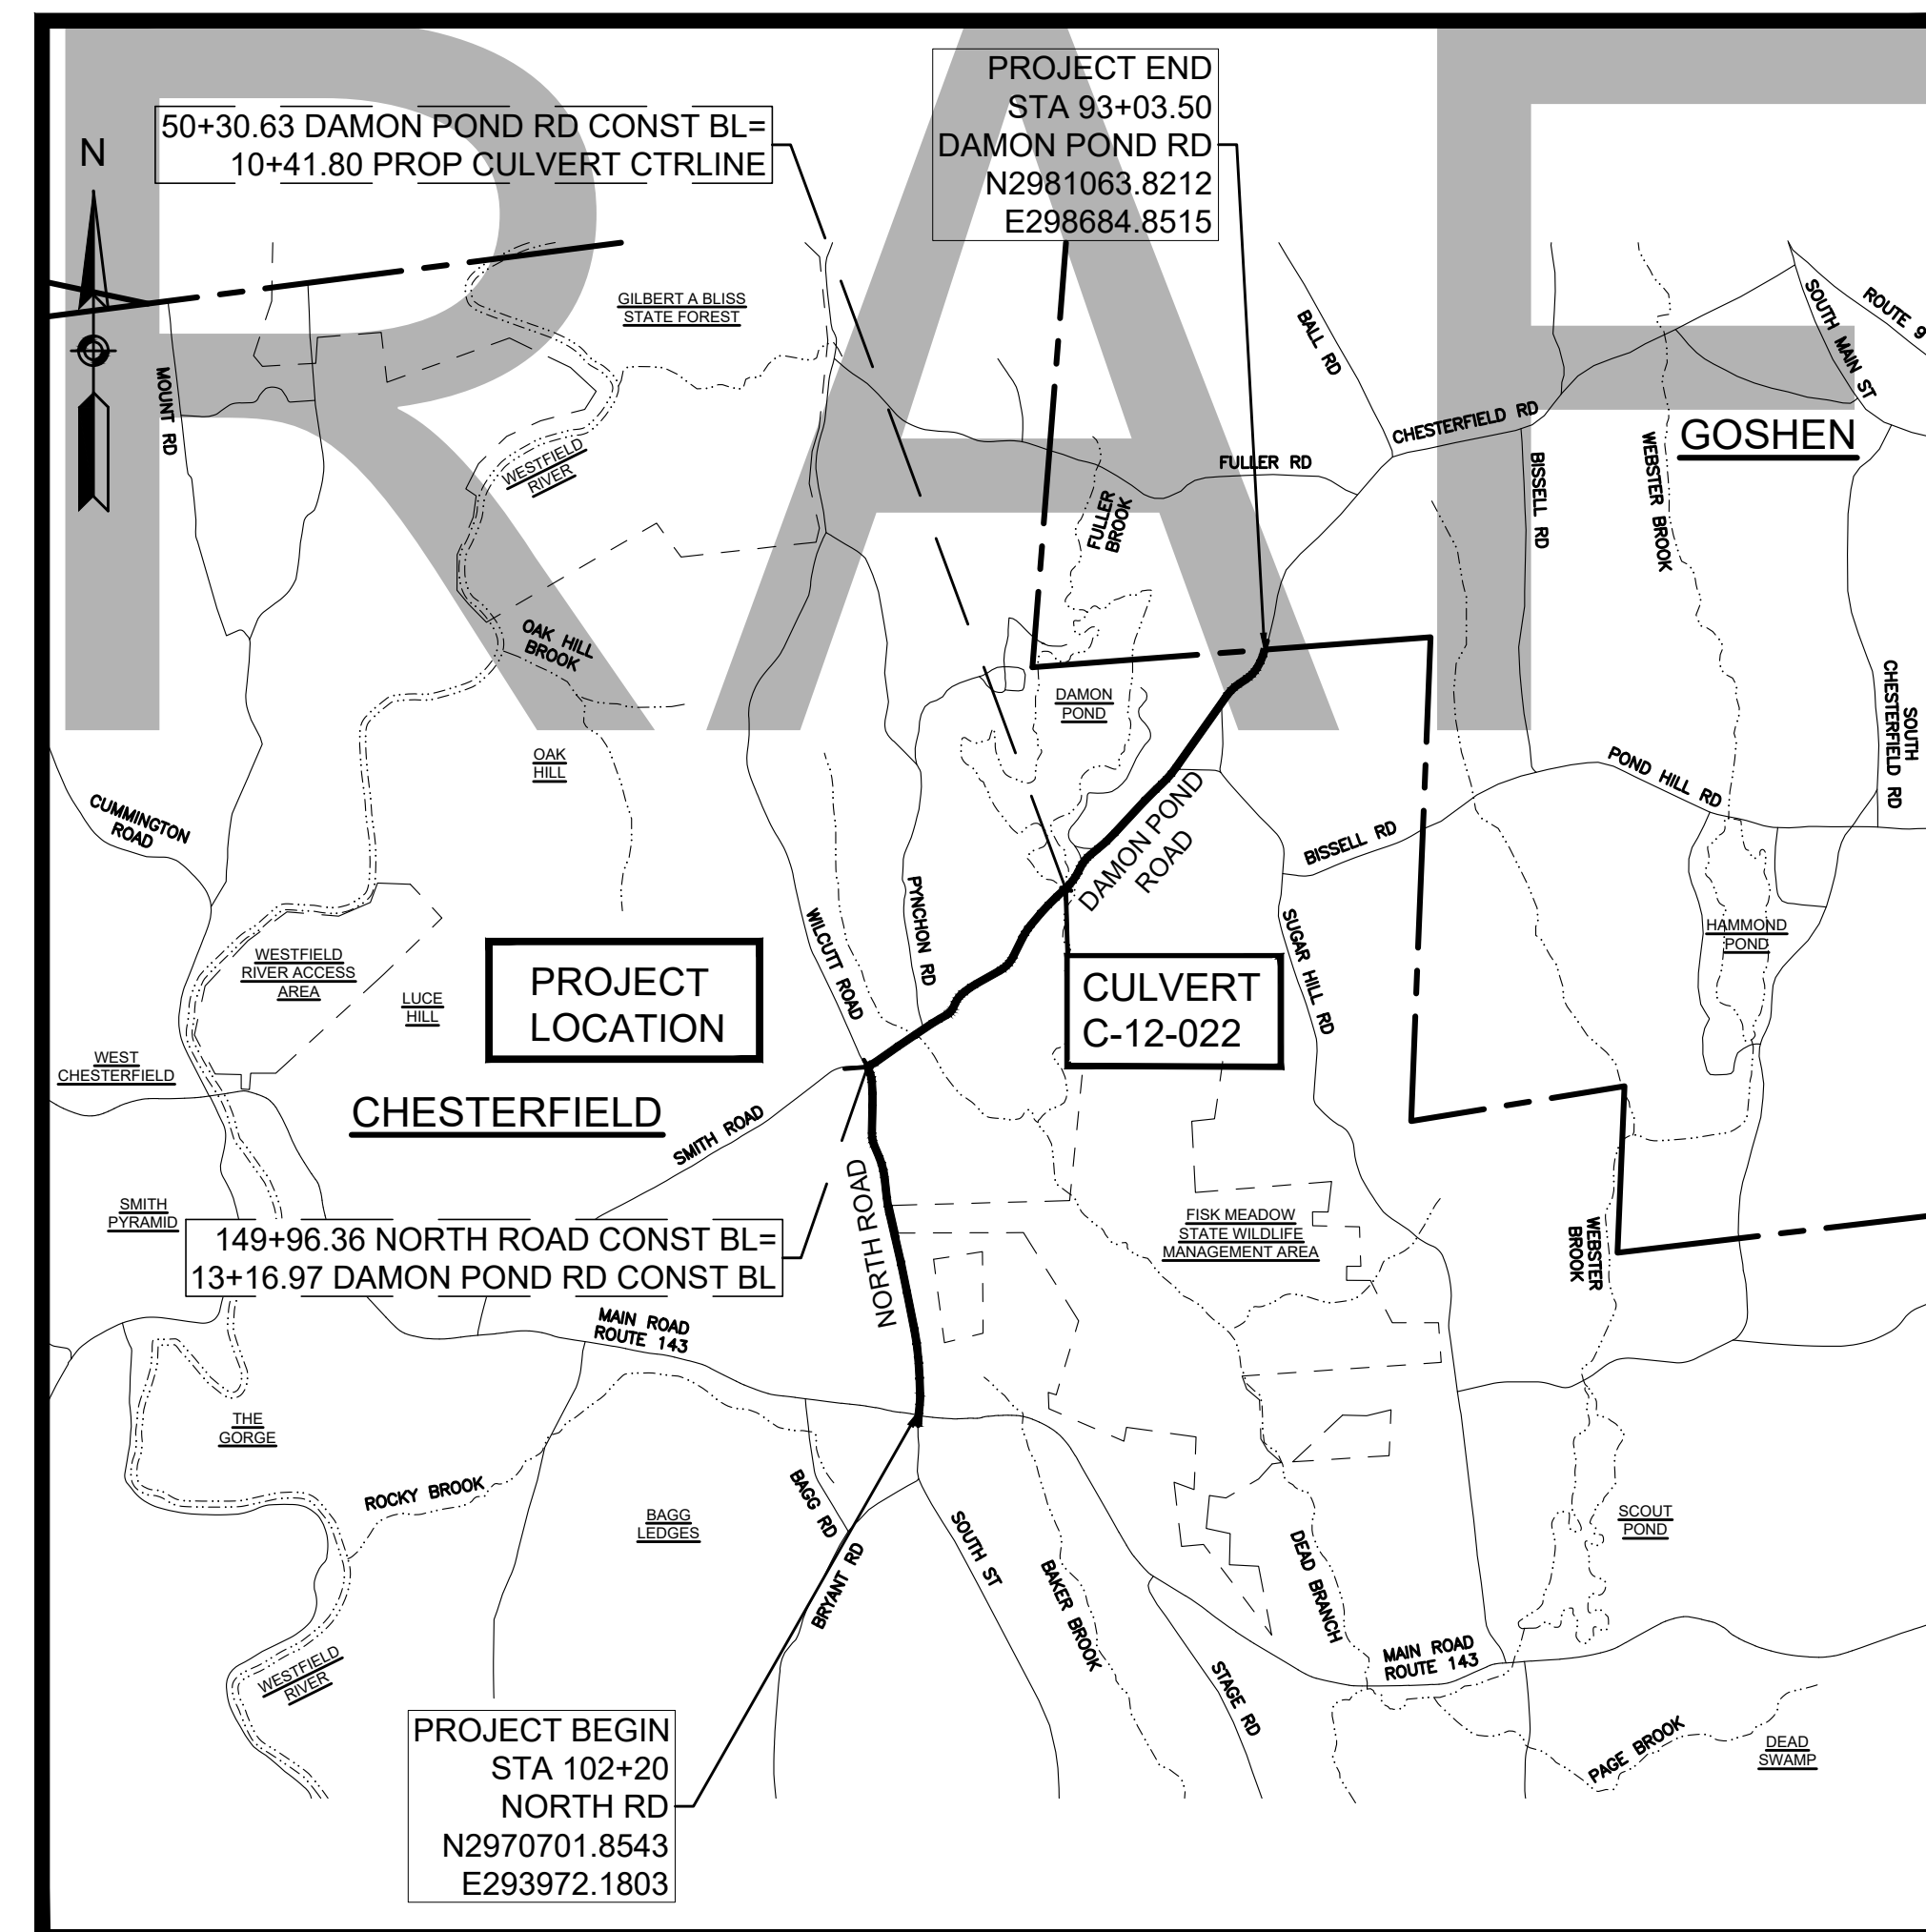 RAF
PROJECT END
STA 93+03.50
DAMON POND RD
N2981063.8212
E298684.8515
50+30.63 DAMON POND RD CONST BL=
10+41.80 PROP CULVERT CTRLINE
N
GILBERT A BLISS
STATE FOREST
MOUNT RD
BALL RD
SOUTH MAIN ST
ROUTE 9
CHESTERFIELD RD
GOSHEN
WESTFIELD
RIVER
FULLER RD
FULLER
BROOK
BISSELL RD
WEBSTER BROOK
OAK HILL
BROOK
DAMON
POND
SOUTH
CHESTERFIELD RD
OAK
HILL
CUMMINGTON
ROAD
DAMON POND
ROAD
POND HILL RD
BISSELL RD
WILCUTT ROAD
PYNCHON RD
SUGAR HILL RD
HAMMOND
POND
WESTFIELD
RIVER ACCESS
AREA
LUCE
HILL
PROJECT
LOCATION
CULVERT
C-12-022
WEST
CHESTERFIELD
CHESTERFIELD
SMITH ROAD
SMITH
PYRAMID
NORTH ROAD
FISK MEADOW
STATE WILDLIFE
MANAGEMENT AREA
WEBSTER
BROOK
149+96.36 NORTH ROAD CONST BL=
13+16.97 DAMON POND RD CONST BL
MAIN ROAD
ROUTE 143
THE
GORGE
ROCKY BROOK
BAGG
LEDGES
BAGG RD
BRYANT RD
SOUTH ST
BAKER BROOK
DEAD BRANCH
SCOUT
POND
WESTFIELD
RIVER
STAGE RD
MAIN ROAD
ROUTE 143
PAGE BROOK
DEAD
SWAMP
PROJECT BEGIN
STA 102+20
NORTH RD
N2970701.8543
E293972.1803